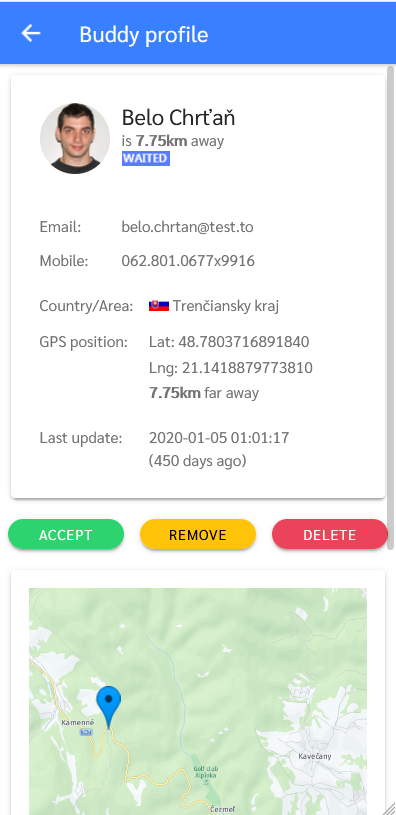 Buddy profile
Belo Chrťaň
is 7.75km away
WAITED
Email: belo.chrtan@test.to
Mobile: 062.801.0677x9916
Country/Area: Trenčiansky kraj
GPS position: Lat: 48.7803716891840
Lng: 21.1418879773810
7.75km far away
Last update: 2020-01-05 01:01:17
(450 days ago)
ACCEPT REMOVE DELETE
Kamenné
Kavečany
Golf club
Alpinka
Čermeľ